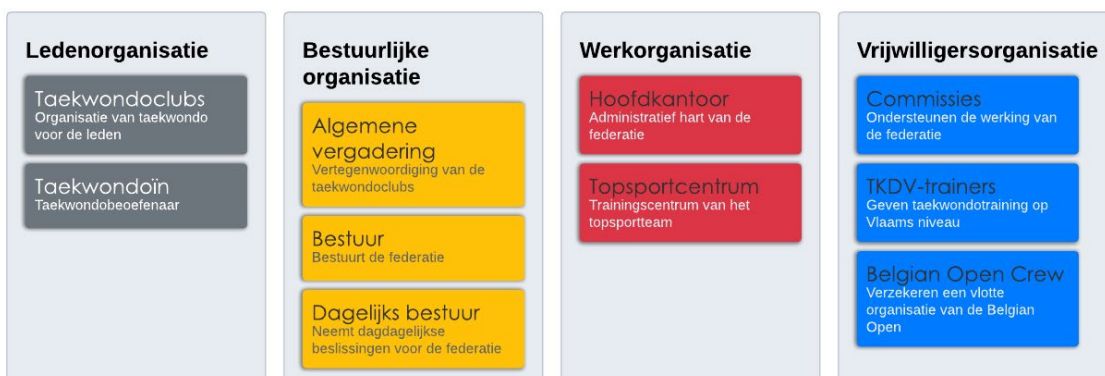 Ledenorganisatie
Taekwondoclubs
Organisatie van taekwondo
voor de leden
Taekwondoïn
Taekwondobeoefenaar
Bestuurlijke
organisatie
Algemene
vergadering
Vertegenwoordiging van de
taekwondoclubs
Bestuur
Bestuurt de federatie
Dagelijks bestuur
Neemt dagdagelijkse
beslissingen voor de federatie
Werkorganisatie
Hoofdkantoor
Administratief hart van de
federatie
Topsportcentrum
Trainingscentrum van het
topsportteam
Vrijwilligersorganisatie
Commissies
Ondersteunen de werking van
de federatie
TKDV-trainers
Geven taekwondotraining op
Vlaams niveau
Belgian Open Crew
Verzekeren een vlotte
organisatie van de Belgian
Open